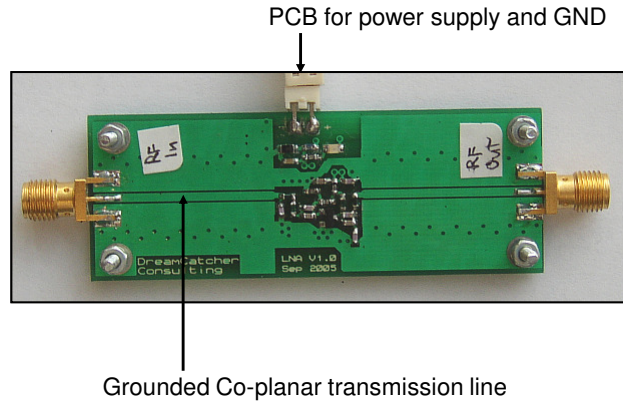 PCB for power supply and GND
RF
In
RF
Out
DreamCatcher
Consulting
LNA V1.0
Sep 2005
Grounded Co-planar transmission line